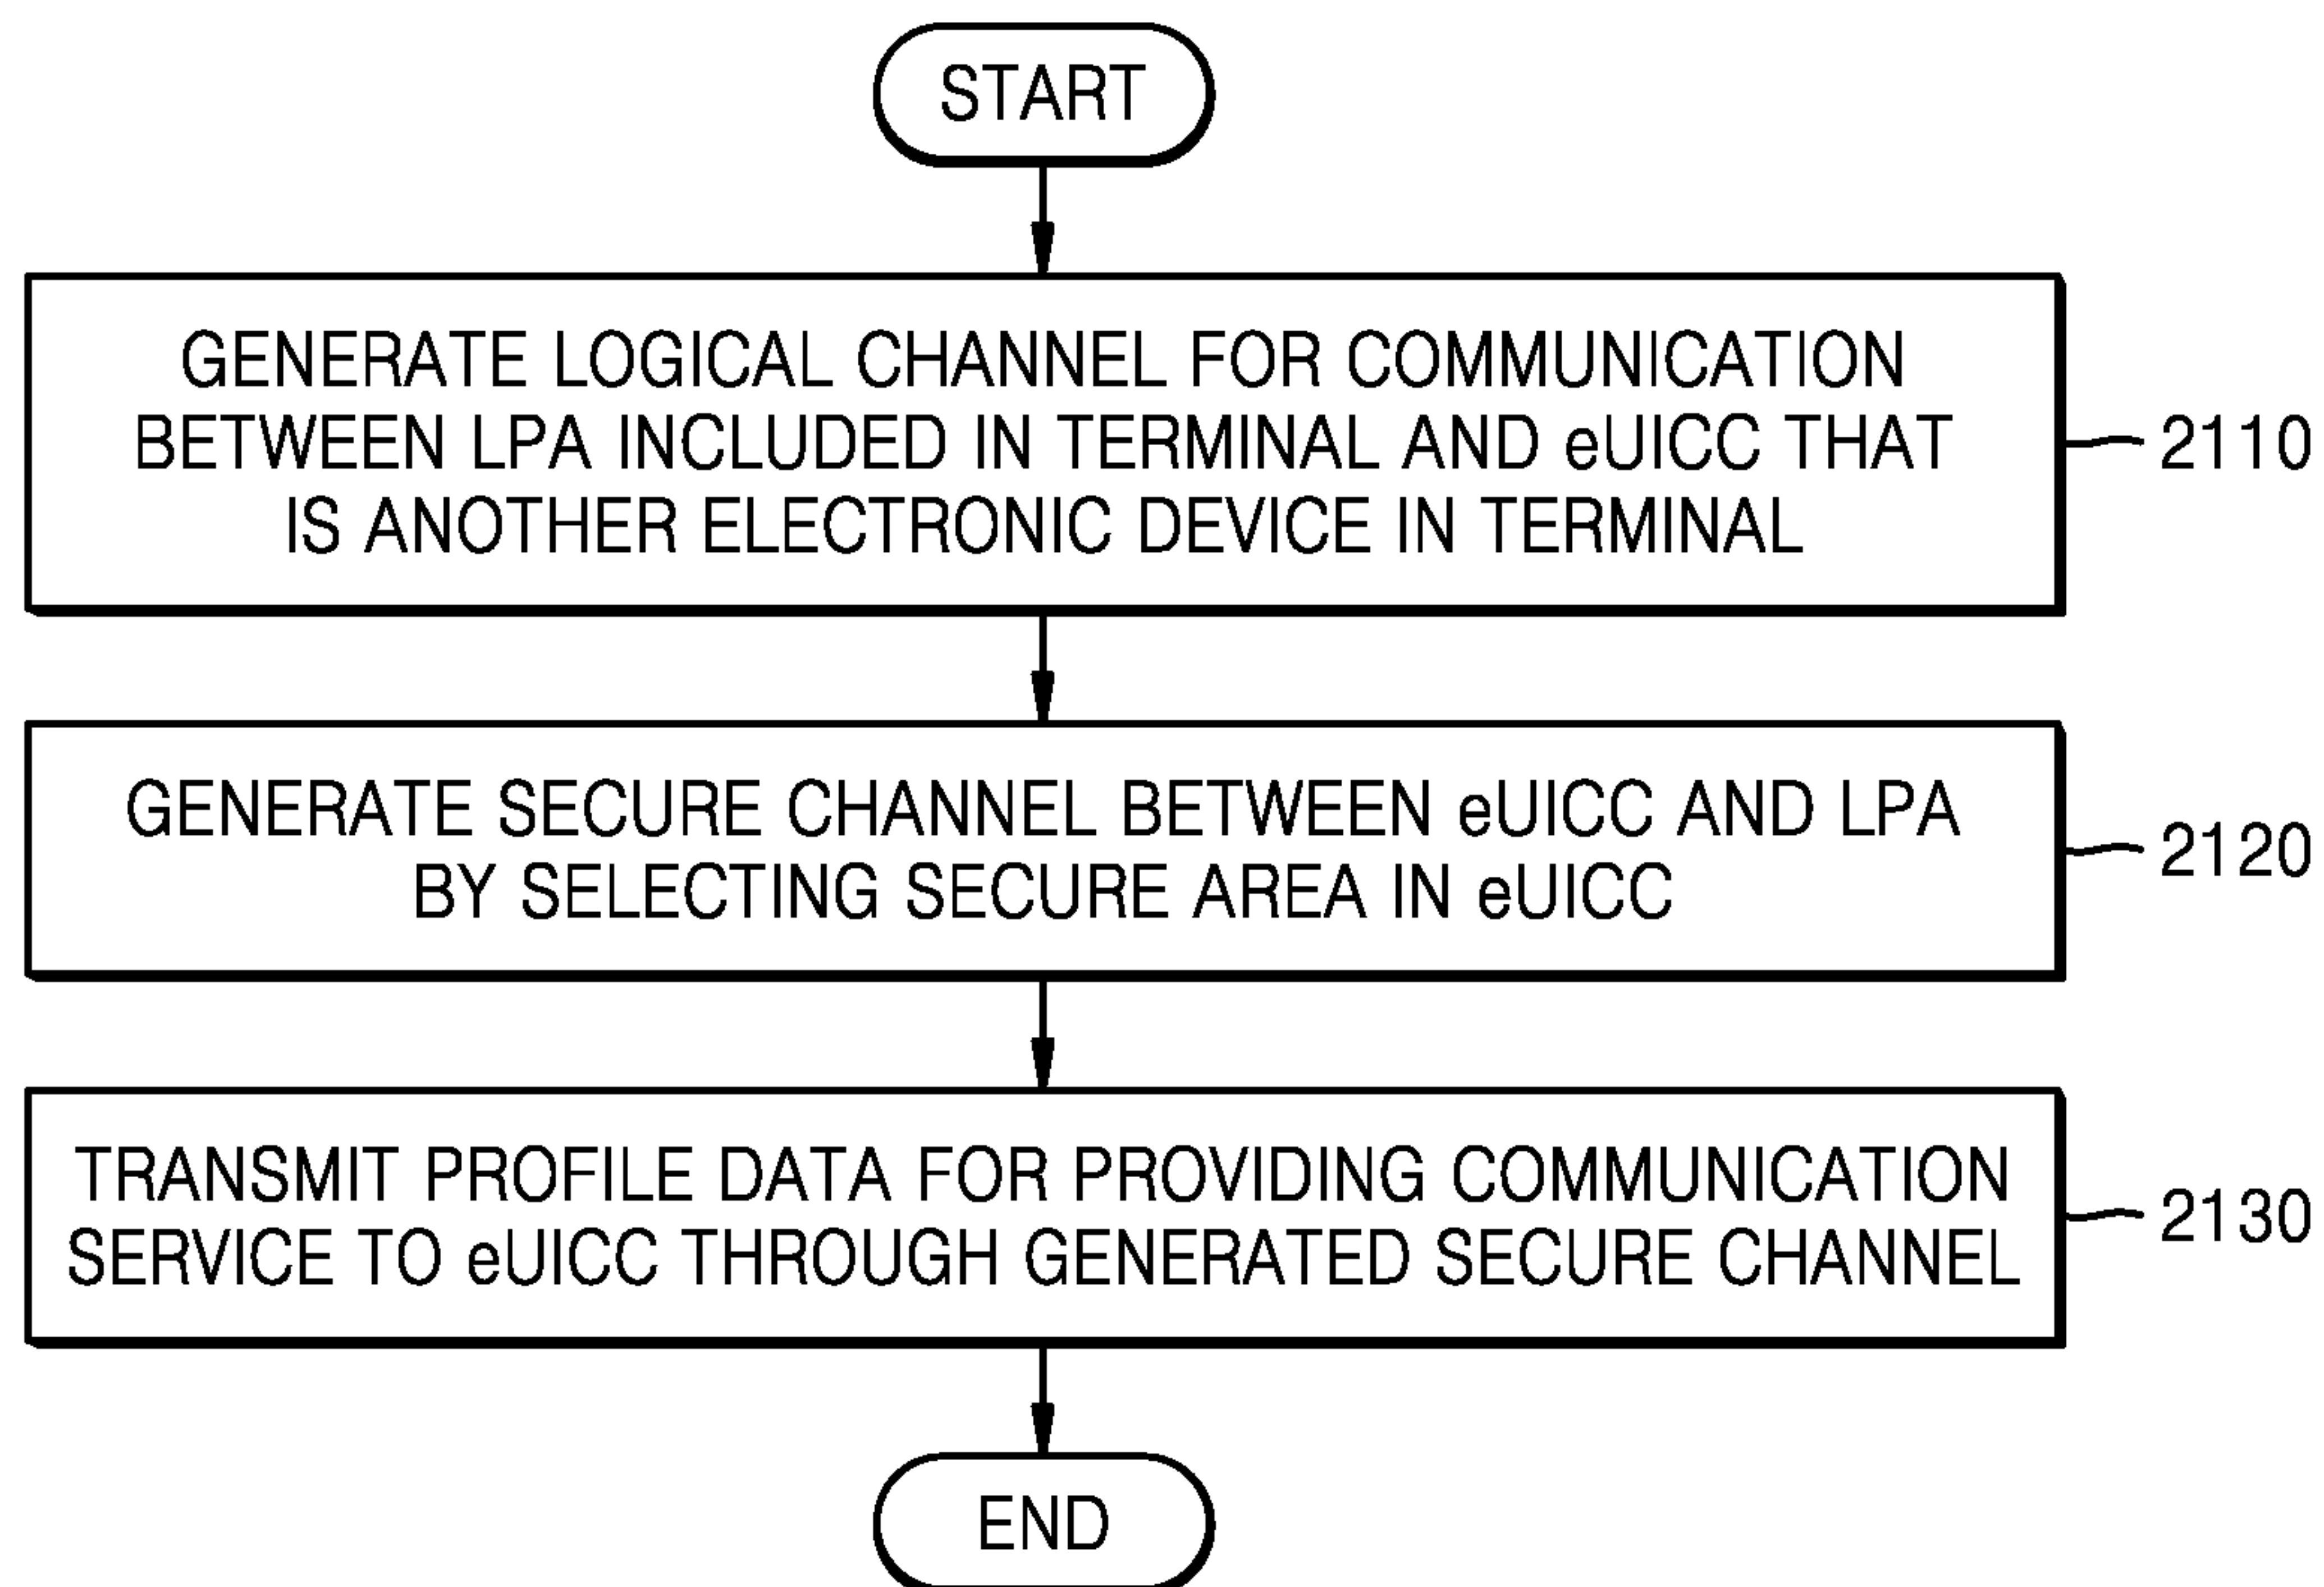 START
GENERATE LOGICAL CHANNEL FOR COMMUNICATION
BETWEEN LPA INCLUDED IN TERMINAL AND eUICC THAT
IS ANOTHER ELECTRONIC DEVICE IN TERMINAL
2110
GENERATE SECURE CHANNEL BETWEEN eUICC AND LPA
BY SELECTING SECURE AREA IN eUICC
2120
TRANSMIT PROFILE DATA FOR PROVIDING COMMUNICATION
SERVICE TO eUICC THROUGH GENERATED SECURE CHANNEL
2130
END